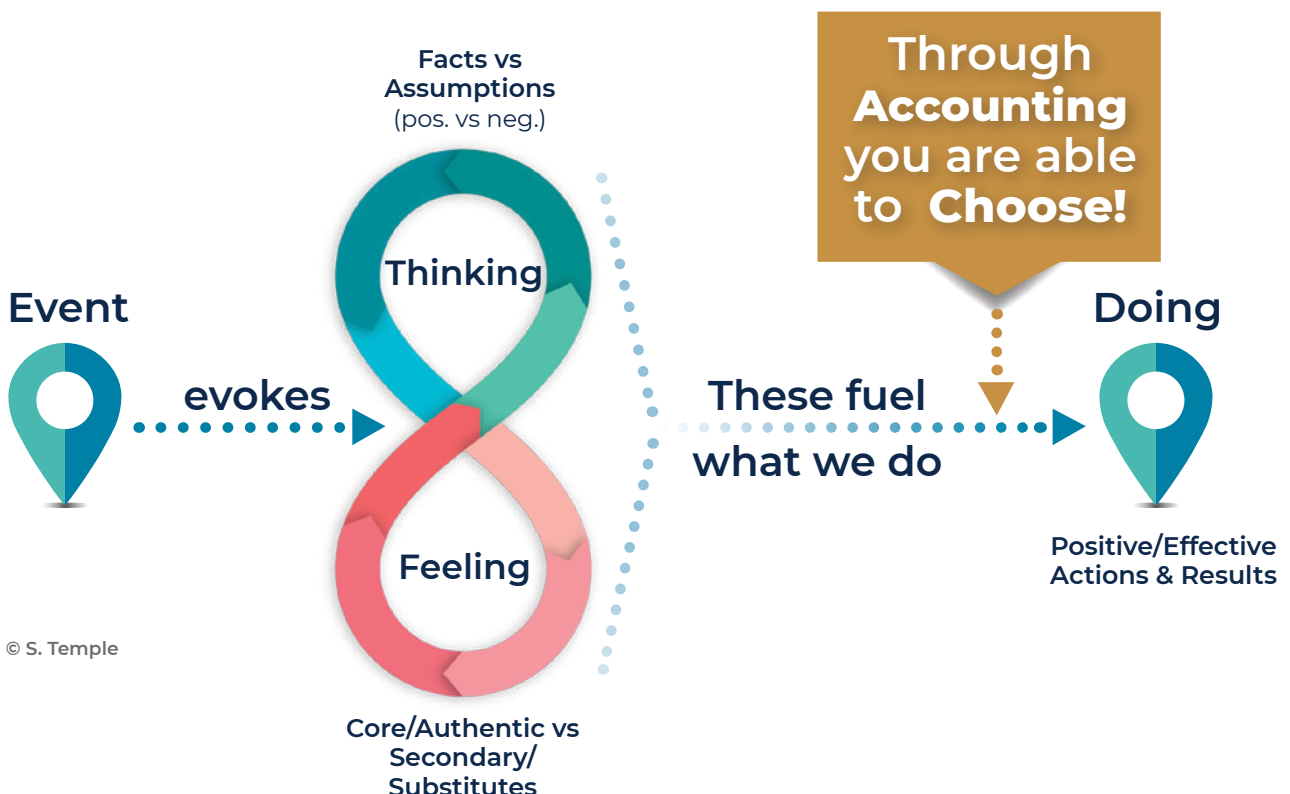 Through
Accounting
you are able
to Choose!
Facts vs
Assumptions
(pos. vs neg.)
Thinking
Event
Doing
evokes
These fuel
what we do
Positive/Effective
Actions & Results
Feeling
© S. Temple
Core/Authentic vs
Secondary/
Substitutes